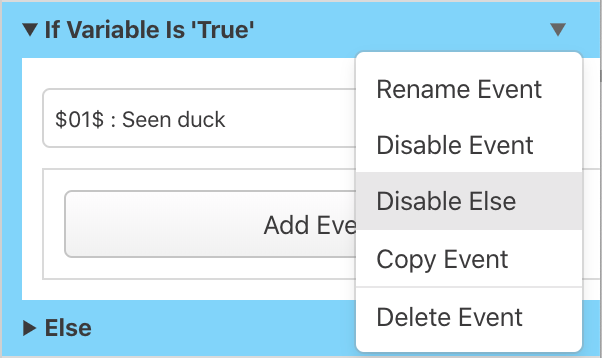 If Variable Is 'True'
$01$ : Seen duck
Add Eve
Else
Rename Event
Disable Event
Disable Else
Copy Event
Delete Event